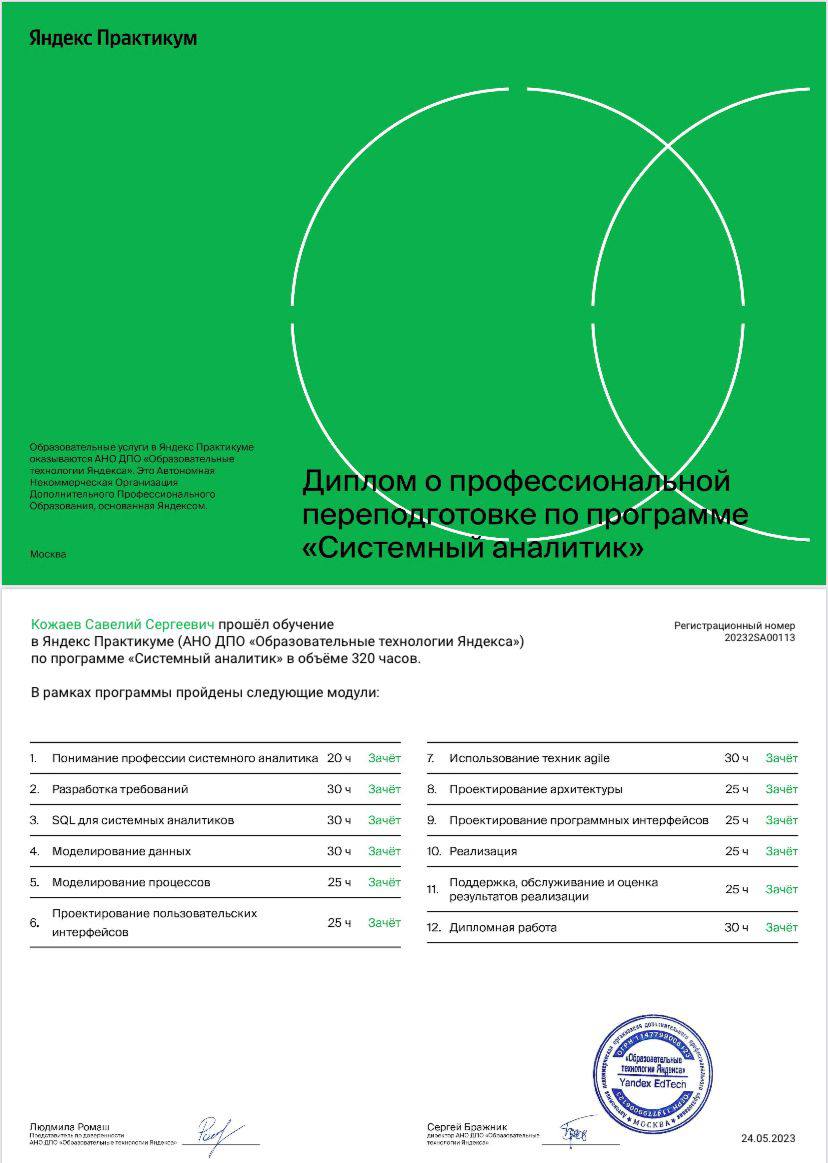 Яндекс Практикум
Образовательные услуги в Яндекс Практикуме
оказываются АНО ДПО «Образовательные
технологии Яндекса». Это Автономная
Некоммерческая Организация
Дополнительного Профессионального
Образования, основанная Яндексом.
Москва
Диплом о профессиональной
переподготовке по программе
«Системный аналитик»
Кожаев Савелий Сергеевич прошёл обучение
в Яндекс Практикуме (АНО ДПО «Образовательные технологии Яндекса»)
по программе «Системный аналитик» в объёме 320 часов.
Регистрационный номер
20232SA00113
В рамках программы пройдены следующие модули:
1. Понимание профессии системного аналитика 20 ч Зачёт
2. Разработка требований 30 ч Зачёт
3. SQL для системных аналитиков 30 ч Зачёт
4. Моделирование данных 30 ч Зачёт
5. Моделирование процессов 25 ч Зачёт
6. Проектирование пользовательских
интерфейсов 25 ч Зачёт
7. Использование техник agile 30 ч Зачёт
8. Проектирование архитектуры 25 ч Зачёт
9. Проектирование программных интерфейсов 25 ч Зачёт
10. Реализация 25 ч Зачёт
11. Поддержка, обслуживание и оценка
результатов реализации 25 ч Зачёт
12. Дипломная работа 30 ч Зачёт
«Образовательные
технологии Яндекса»
Yandex EdTech
МОСКВА
Людмила Ромаш
Представитель по доверенности
АНО ДПО «Образовательные технологии Яндекса»
Сергей Бражник
директор АНО ДПО «Образовательные
технологии Яндекса»
24.05.2023